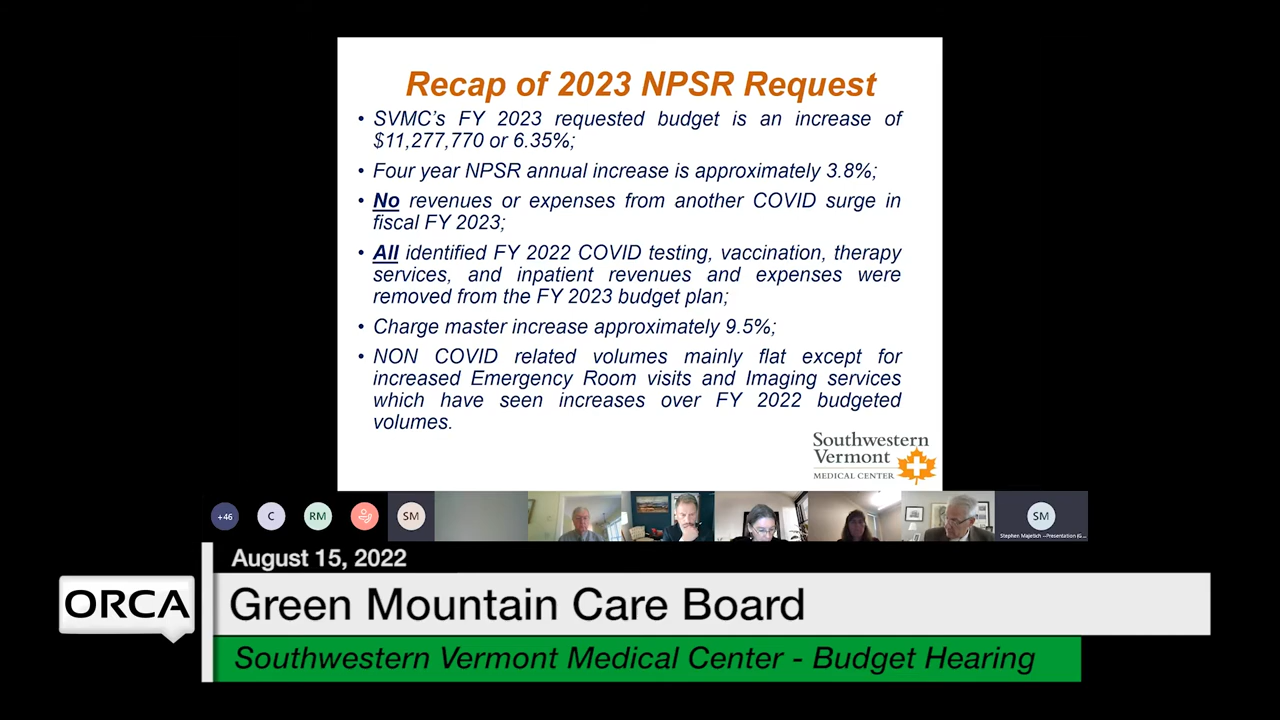 Recap of 2023 NPSR Request
• SVMC's FY 2023 requested budget is an increase of
$11,277,770 or 6.35%;
• Four year NPSR annual increase is approximately 3.8%;
• No revenues or expenses from another COVID surge in
fiscal FY 2023;
• All identified FY 2022 COVID testing, vaccination, therapy
services, and inpatient revenues and expenses were
removed from the FY 2023 budget plan;
• Charge master increase approximately 9.5%;
• NON COVID related volumes mainly flat except for
increased Emergency Room visits and Imaging services
which have seen increases over FY 2022 budgeted
volumes.
Southwestern
Vermont
MEDICAL CENTER
+46
C
RM
SM
SM
Stephen Majetich --Presentation (G...
August 15, 2022
ORCA
Green Mountain Care Board
Southwestern Vermont Medical Center - Budget Hearing